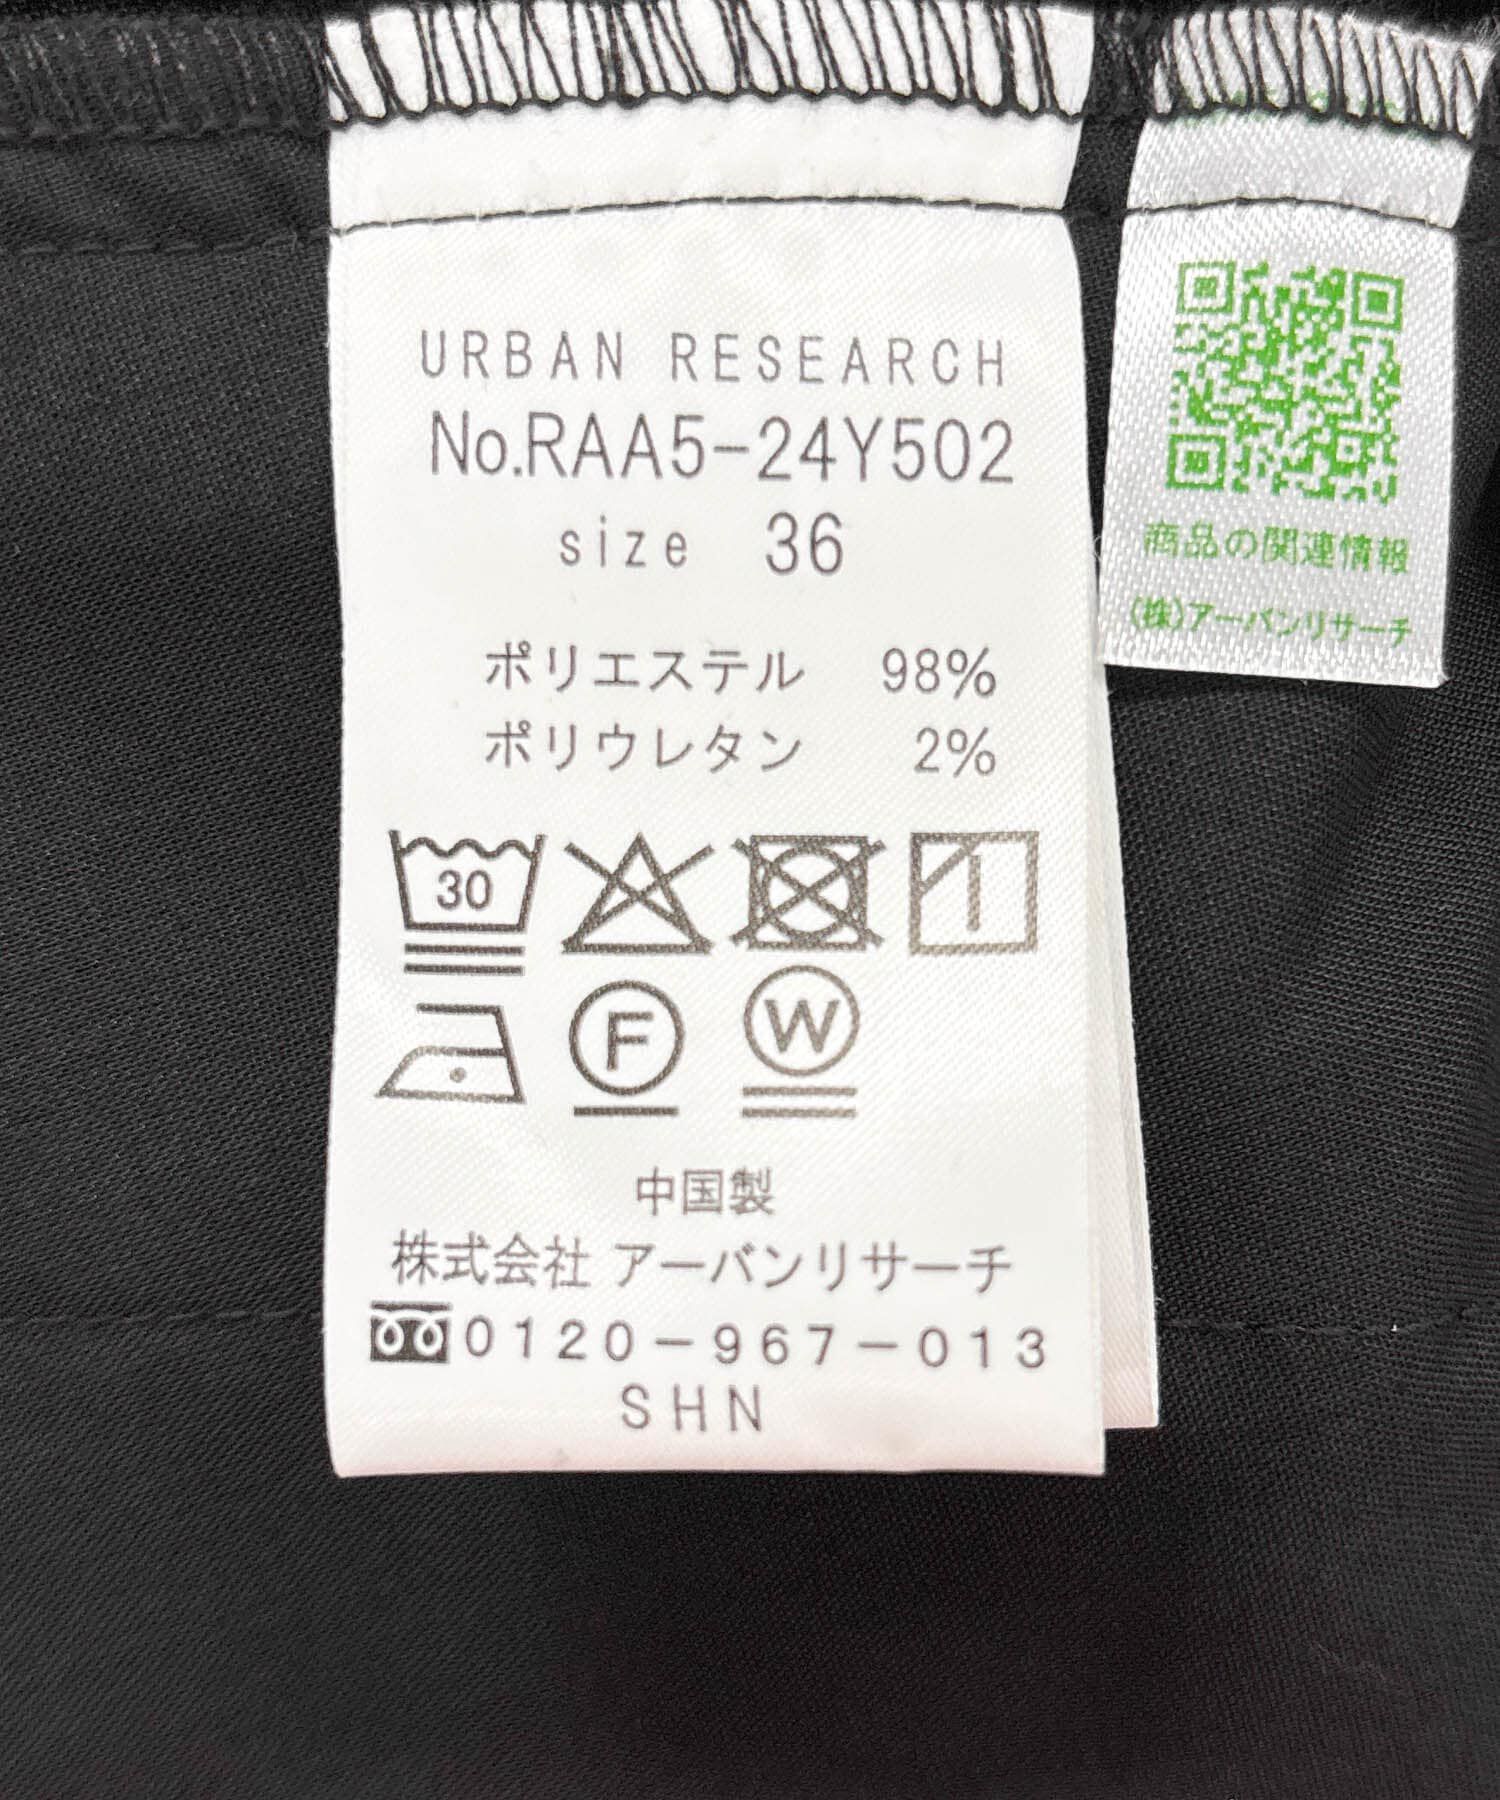 URBAN RESEARCH
No.RAA5-24Y502
size 36
ポリエステル 98%
ポリウレタン 2%
30
F
W
中国製
株式会社 アーバンリサーチ
0120-967-013
SHN
商品の関連情報
(株)アーバンリサーチ